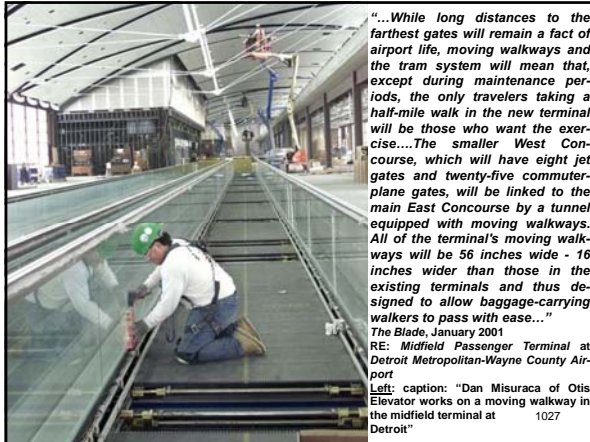 “…While long distances to the
farthest gates will remain a fact of
airport life, moving walkways and
the tram system will mean that,
except during maintenance per-
iods, the only travelers taking a
half-mile walk in the new terminal
will be those who want the exer-
cise….The smaller West Con-
course, which will have eight jet
gates and twenty-five commuter-
plane gates, will be linked to the
main East Concourse by a tunnel
equipped with moving walkways.
All of the terminal's moving walk-
ways will be 56 inches wide - 16
inches wider than those in the
existing terminals and thus de-
signed to allow baggage-carrying
walkers to pass with ease…”
The Blade, January 2001
RE: Midfield Passenger Terminal at
Detroit Metropolitan-Wayne County Air-
port
Left: caption: “Dan Misuraca of Otis
Elevator works on a moving walkway in
the midfield terminal at
Detroit”
1027